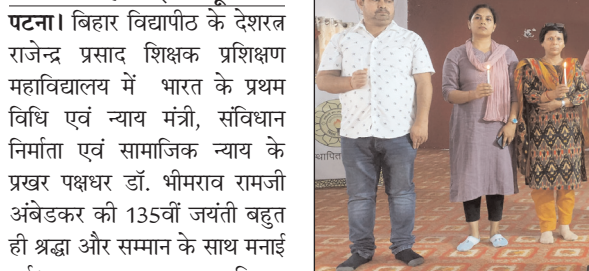 पटना। बिहार विद्यापीठ के देशरत्न
राजेन्द्र प्रसाद शिक्षक प्रशिक्षण
महाविद्यालय में भारत के प्रथम
विधि एवं न्याय मंत्री, संविधान
निर्माता एवं सामाजिक न्याय के
प्रखर पक्षधर डॉ. भीमराव रामजी
अंबेडकर की 135वीं जयंती बहुत
ही श्रद्धा और सम्मान के साथ मनाई
स्थापित